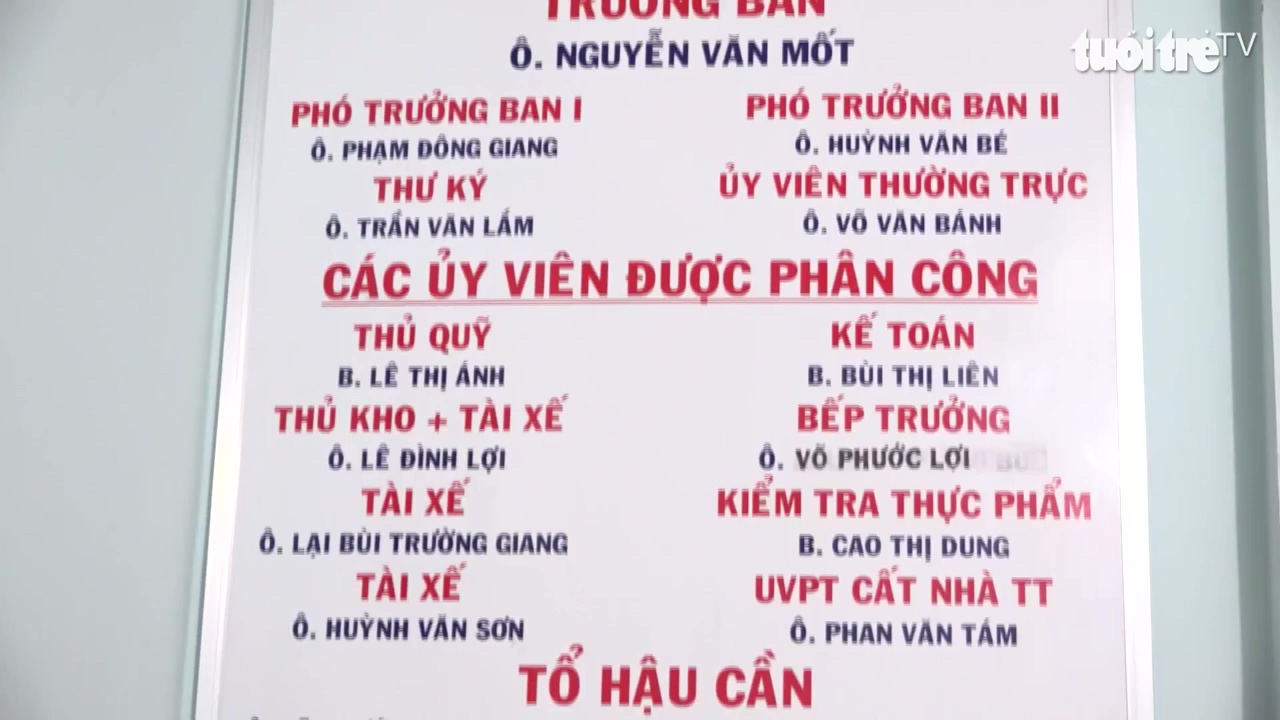 TRƯỞNG BAN
Ô. NGUYỄN VĂN MỐT
PHÓ TRƯỞNG BAN I
PHÓ TRƯỞNG BAN II
Ô. PHẠM ĐÔNG GIANG
Ô. HUỲNH VĂN BÉ
THƯ KÝ
ỦY VIÊN THƯỜNG TRỰC
Ô. TRẦN VĂN LẮM
Ô. VÕ VĂN BÁNH
CÁC ỦY VIÊN ĐƯỢC PHÂN CÔNG
THỦ QUỸ
KẾ TOÁN
B. LÊ THỊ ÁNH
B. BÙI THỊ LIÊN
THỦ KHO + TÀI XẾ
BẾP TRƯỞNG
Ô. LÊ ĐÌNH LỢI
Ô. VÕ PHƯỚC LỢI
TÀI XẾ
KIỂM TRA THỰC PHẨM
Ô. LẠI BÙI TRƯỜNG GIANG
B. CAO THỊ DUNG
TÀI XẾ
UVPT CẤT NHÀ TT
Ô. HUỲNH VĂN SƠN
Ô. PHAN VĂN TÁM
TỔ HẬU CẦN
tuổi trẻ TV